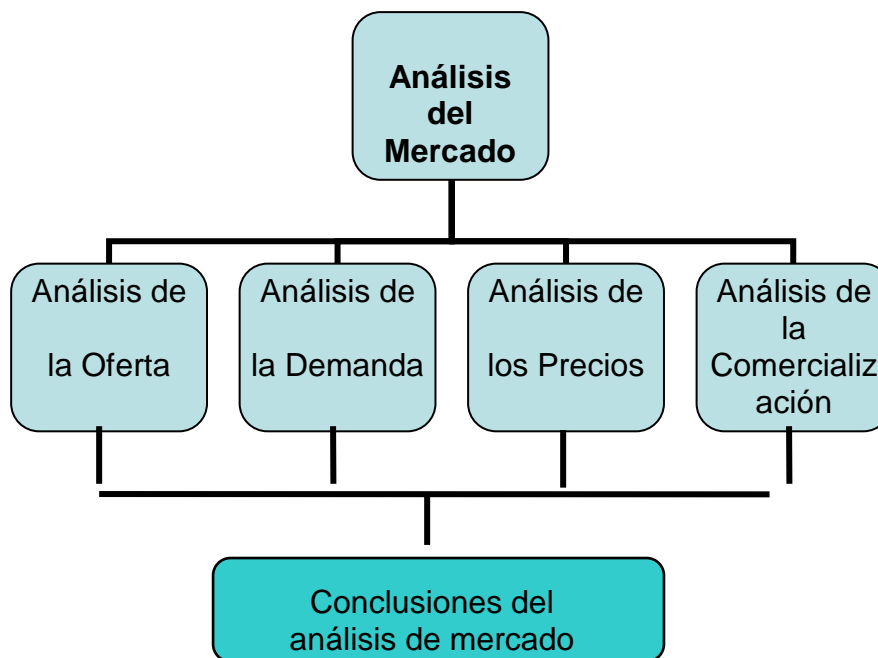 Análisis
del
Mercado
Análisis de
la Oferta
Análisis de
la Demanda
Análisis de
los Precios
Análisis de
la
Comercializ
ación
Conclusiones del
análisis de mercado